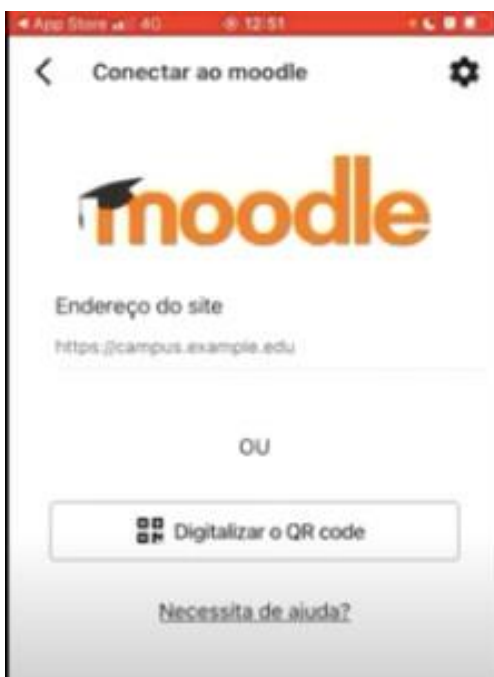 App Store 4G 12:51
Conectar ao moodle
moodle
Endereço do site
https://campus.example.edu
OU
Digitalizar o QR code
Necessita de ajuda?